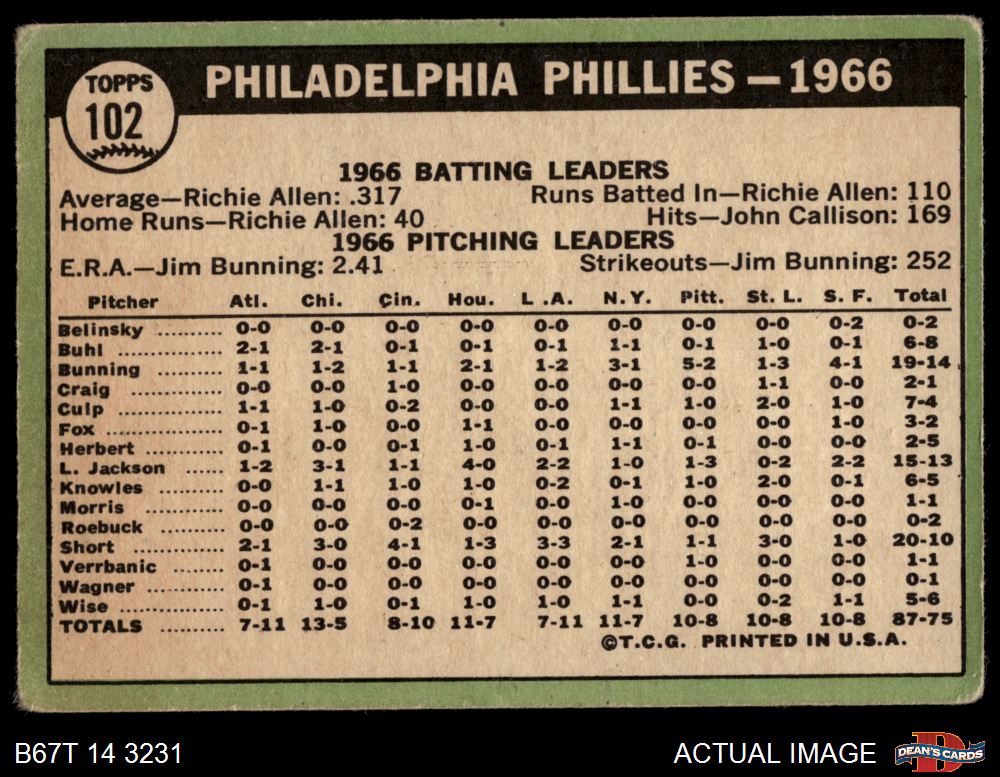 TOPPS
102
PHILADELPHIA PHILLIES — 1966
1966 BATTING LEADERS
Average—Richie Allen: .317 Runs Batted In—Richie Allen: 110
Home Runs—Richie Allen: 40 Hits—John Callison: 169
1966 PITCHING LEADERS
E.R.A.—Jim Bunning: 2.41 Strikeouts—Jim Bunning: 252
Pitcher Atl. Chi. Cin. Hou. L .A. N.Y. Pitt. St. L. S. F. Total
Belinsky .......... 0-0 0-0 0-0 0-0 0-0 0-0 0-0 0-0 0-2 0-2
Buhl ................ 2-1 2-1 0-1 0-1 0-1 1-1 0-1 1-0 0-1 6-8
Bunning .......... 1-1 1-2 1-1 2-1 1-2 3-1 5-2 1-3 4-1 19-14
Craig ............... 0-0 0-0 1-0 0-0 0-0 0-0 0-0 1-1 0-0 2-1
Culp ................ 1-1 1-0 0-2 0-0 0-0 1-1 1-0 2-0 1-0 7-4
Fox .................. 0-1 1-0 0-0 1-1 0-0 0-0 0-0 0-0 1-0 3-2
Herbert ........... 0-1 0-0 0-1 1-0 0-1 1-1 0-1 0-0 0-0 2-5
L. Jackson ...... 1-2 3-1 1-1 4-0 2-2 1-0 1-3 0-2 2-2 15-13
Knowles .......... 0-0 1-1 1-0 1-0 0-2 0-1 1-0 2-0 0-1 6-5
Morris ............. 0-0 0-0 0-0 0-1 0-0 1-0 0-0 0-0 0-0 1-1
Roebuck .......... 0-0 0-0 0-2 0-0 0-0 0-0 0-0 0-0 0-0 0-2
Short .............. 2-1 3-0 4-1 1-3 3-3 2-1 1-1 3-0 1-0 20-10
Verrbanic ........ 0-1 0-0 0-0 0-0 0-0 0-0 1-0 0-0 0-0 1-1
Wagner ........... 0-1 0-0 0-0 0-0 0-0 0-0 0-0 0-0 0-0 0-1
Wise ................ 0-1 1-0 0-1 1-0 1-0 1-1 0-0 0-2 1-1 5-6
TOTALS .......... 7-11 13-5 8-10 11-7 7-11 11-7 10-8 10-8 10-8 87-75
©T.C.G. PRINTED IN U.S.A.
B67T 14 3231 ACTUAL IMAGE
D
DEAN'S CARDS